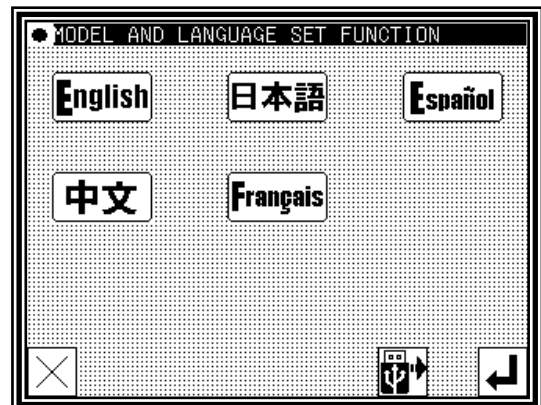 MODEL AND LANGUAGE SET FUNCTION
English 日本語 Español
中文 Français